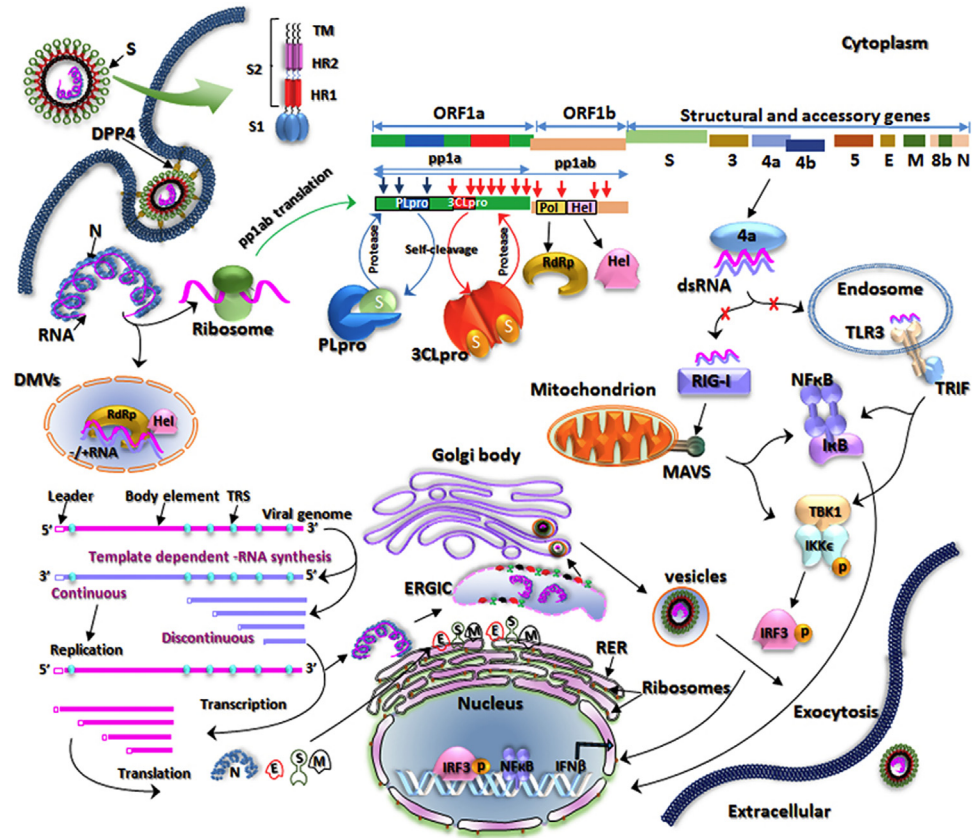 TM
S
S2
HR2
HR1
S1
Cytoplasm
DPP4
ORF1a
ORF1b
Structural and accessory genes
S
3
4a
4b
5
E
M
8b
N
pp1a
pp1ab
PLpro
3CLpro
Pol
Hel
N
pp1ab translation
Protease
Self-cleavage
Protease
RdRp
Hel
4a
dsRNA
RNA
Ribosome
S
PLpro
S
S
3CLpro
Endosome
TLR3
TRIF
RIG-I
NFκB
IκB
Mitochondrion
MAVS
DMVs
RdRp
Hel
-/+RNA
Golgi body
TBK1
IKKϵ
P
Leader
Body element
TRS
Viral genome
5’
3’
Template dependent -RNA synthesis
3’
5’
Continuous
Discontinuous
Replication
5’
3’
Transcription
Translation
N
E
S
M
ERGIC
vesicles
IRF3
P
E
S
M
E
S
M
RER
Ribosomes
Nucleus
IRF3
P
NFκB
IFNβ
Exocytosis
Extracellular